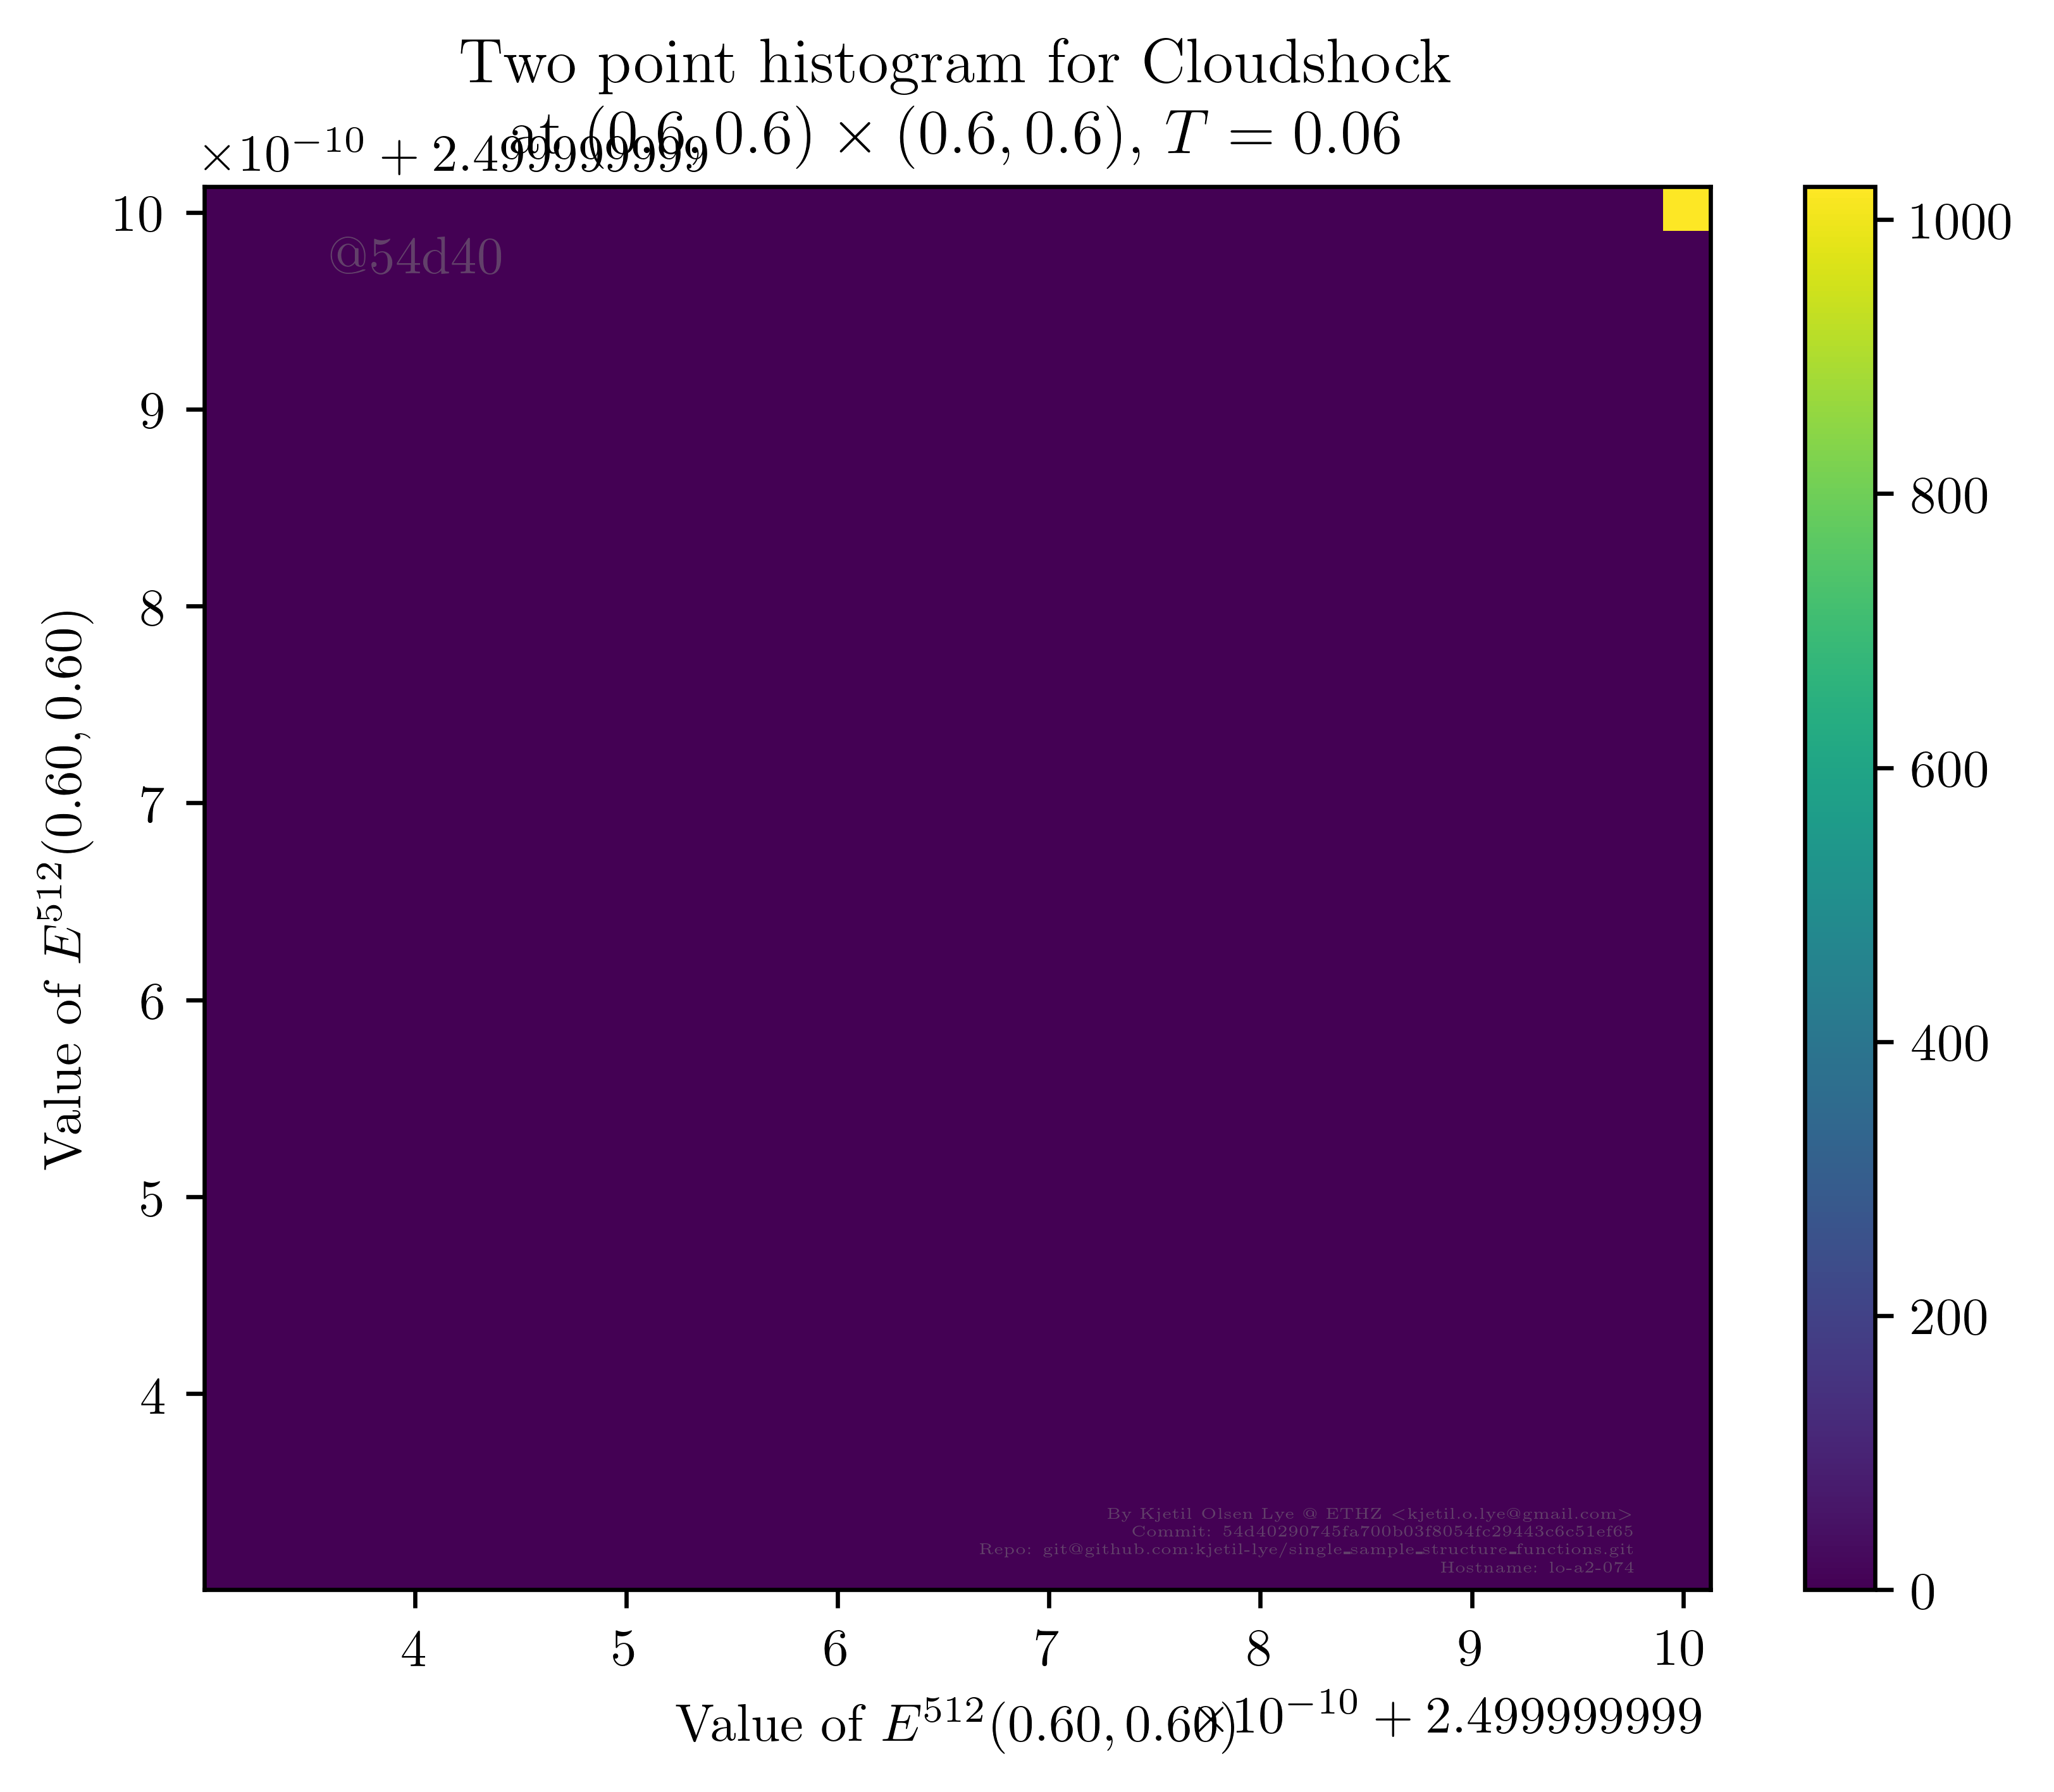 Two point histogram for Cloudshock
at (0.6, 0.6) × (0.6, 0.6), T = 0.06
×10⁻¹⁰ + 2.499999999
10
9
8
7
6
5
4
Value of E⁵¹²(0.60, 0.60)
@54d40
By Kjetil Olsen Lye @ ETHZ <kjetil.o.lye@gmail.com>
Commit: 54d40290745fa700b03f8054fc29443c6c51ef65
Repo: git@github.com:kjetil-lye/single_sample_structure_functions.git
Hostname: lo-a2-074
4 5 6 7 8 9 10
Value of E⁵¹²(0.60, 0.60)
×10⁻¹⁰ + 2.499999999
1000
800
600
400
200
0